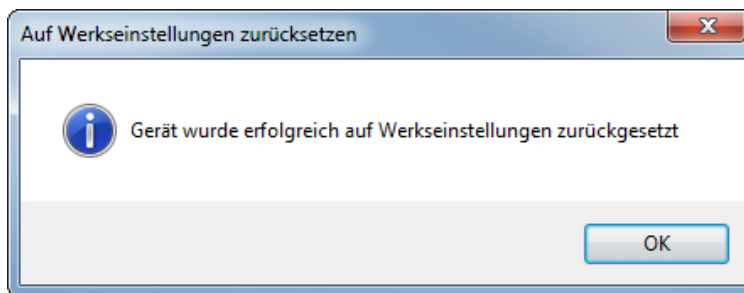 Auf Werkseinstellungen zurücksetzen
Gerät wurde erfolgreich auf Werkseinstellungen zurückgesetzt
OK